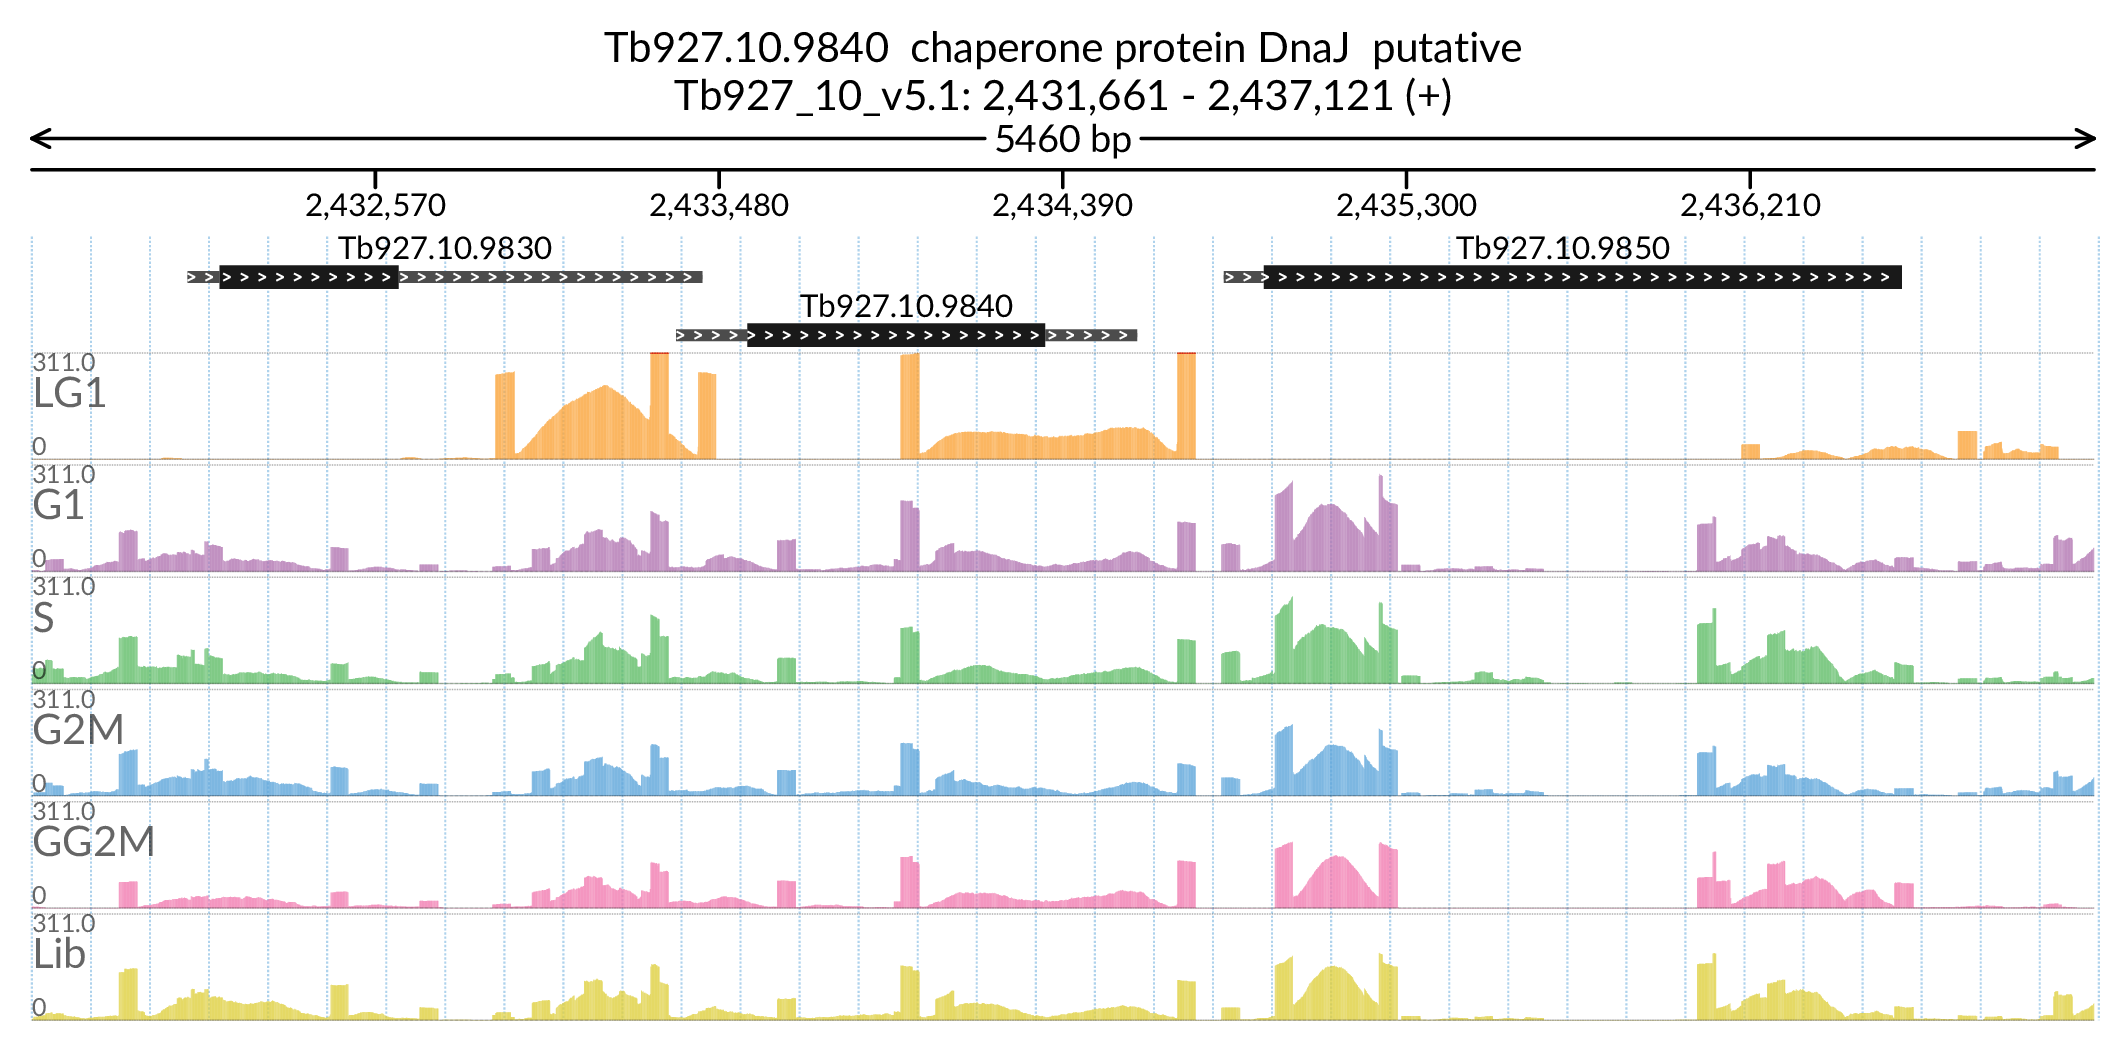 Tb927.10.9840 chaperone protein DnaJ putative
Tb927_10_v5.1: 2,431,661 - 2,437,121 (+)
5460 bp
2,432,570 2,433,480 2,434,390 2,435,300 2,436,210
Tb927.10.9830 Tb927.10.9850
Tb927.10.9840
311.0
LG1
0
311.0
G1
0
311.0
S
0
311.0
G2M
0
311.0
GG2M
0
311.0
Lib
0